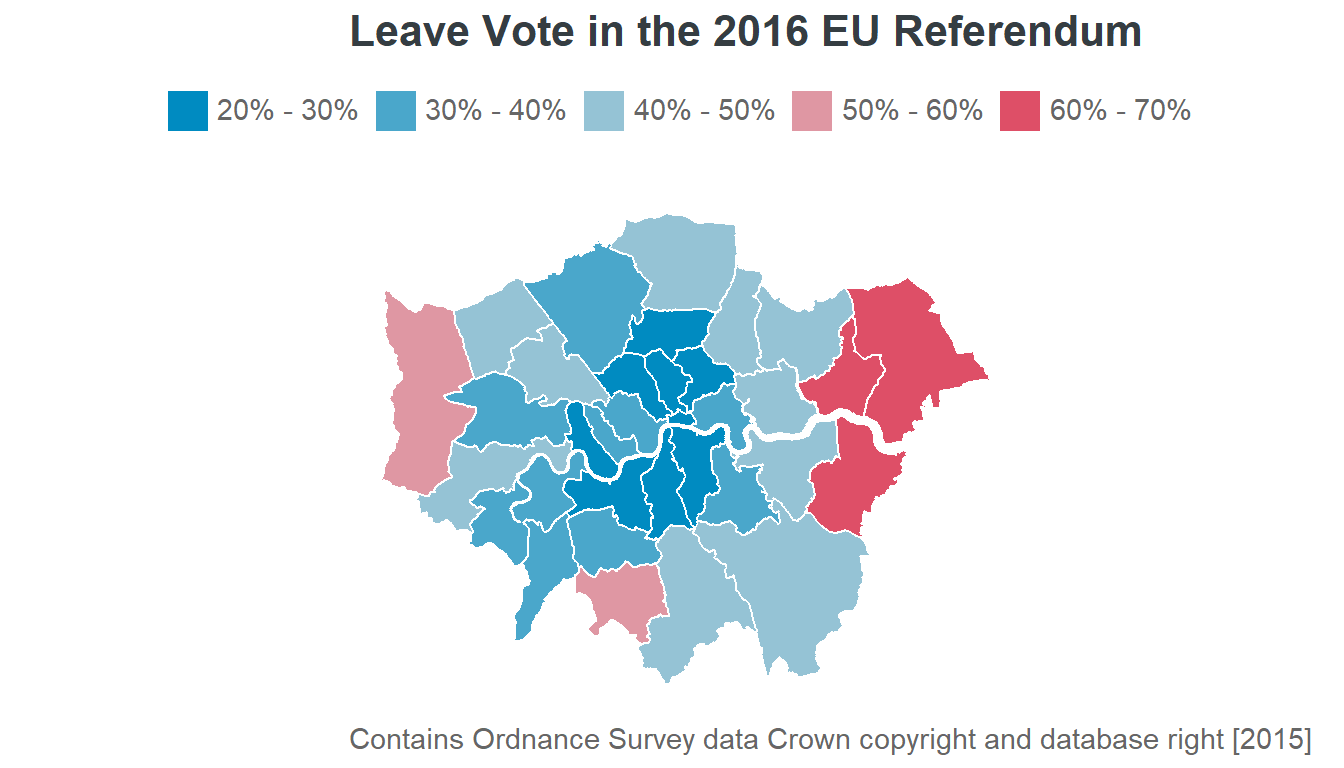 Leave Vote in the 2016 EU Referendum
20% - 30% 30% - 40% 40% - 50% 50% - 60% 60% - 70%
Contains Ordnance Survey data Crown copyright and database right [2015]